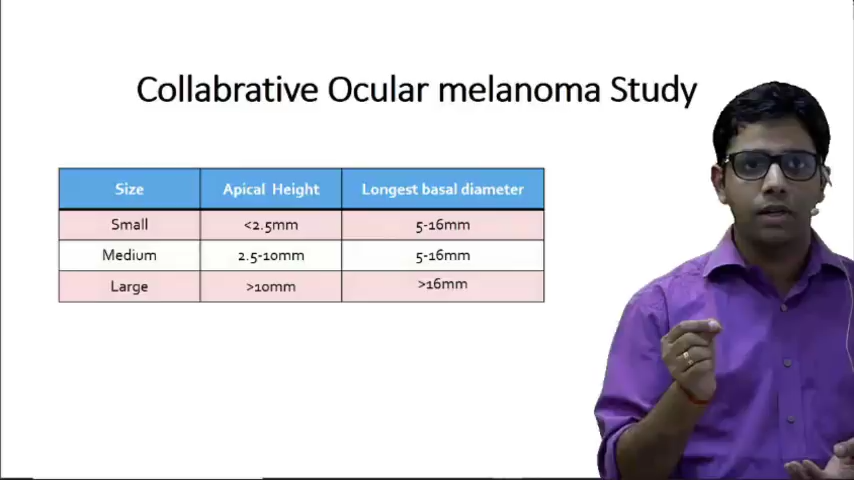 Collabrative Ocular melanoma Study
Size Apical Height Longest basal diameter
Small <2.5mm 5-16mm
Medium 2.5-10mm 5-16mm
Large >10mm >16mm